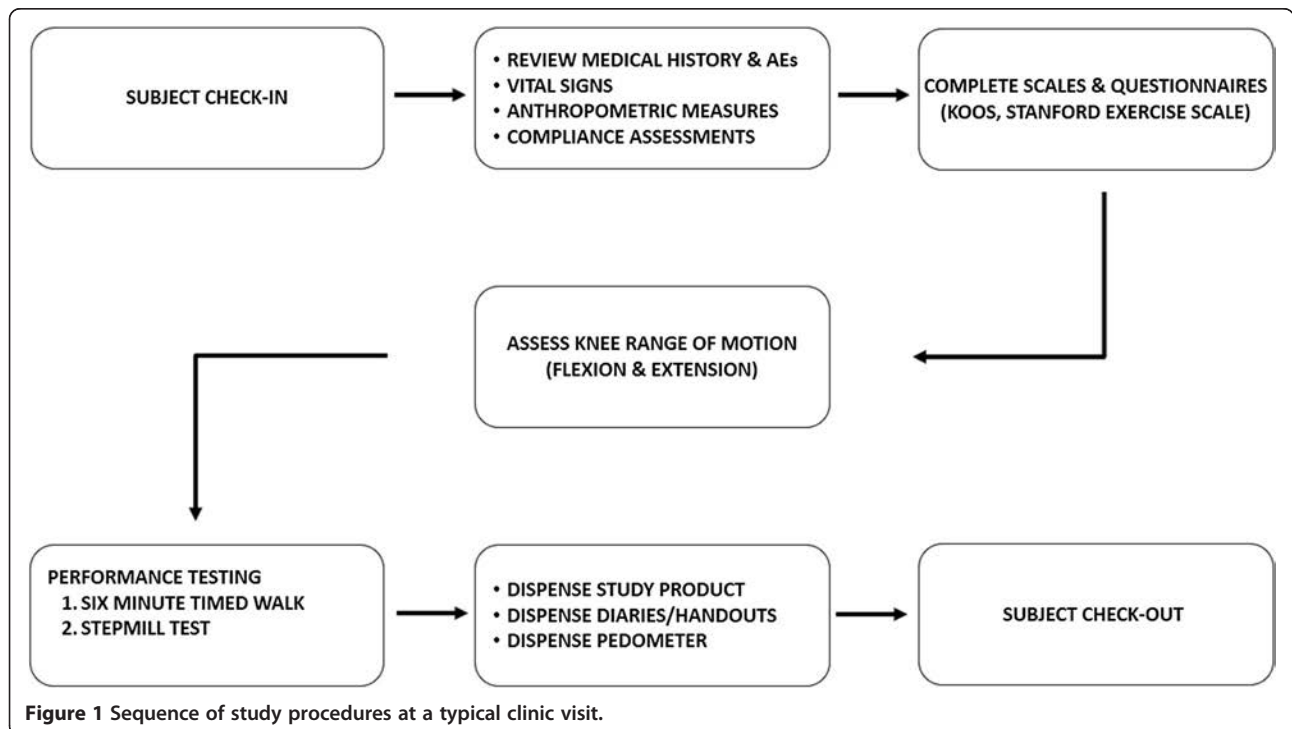 SUBJECT CHECK-IN
• REVIEW MEDICAL HISTORY & AEs
• VITAL SIGNS
• ANTHROPOMETRIC MEASURES
• COMPLIANCE ASSESSMENTS
COMPLETE SCALES & QUESTIONNAIRES
(KOOS, STANFORD EXERCISE SCALE)
ASSESS KNEE RANGE OF MOTION
(FLEXION & EXTENSION)
PERFORMANCE TESTING
1. SIX MINUTE TIMED WALK
2. STEPMILL TEST
• DISPENSE STUDY PRODUCT
• DISPENSE DIARIES/HANDOUTS
• DISPENSE PEDOMETER
SUBJECT CHECK-OUT
Figure 1 Sequence of study procedures at a typical clinic visit.